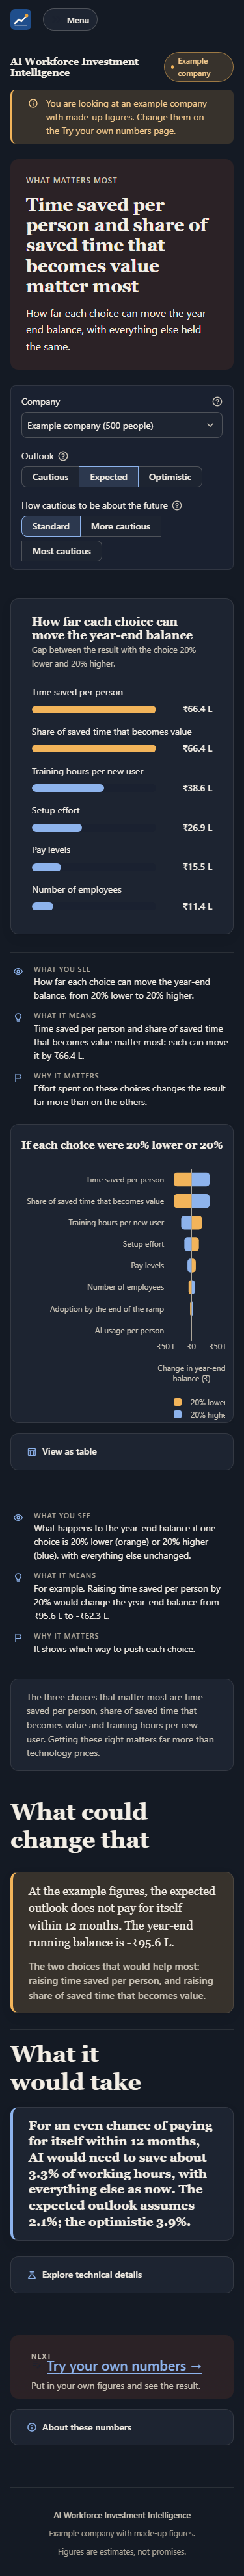 Menu
AI Workforce Investment
Intelligence
Example
company
You are looking at an example company
with made-up figures. Change them on
the Try your own numbers page.
WHAT MATTERS MOST
Time saved per
person and share of
saved time that
becomes value
matter most
How far each choice can move the year-
end balance, with everything else held
the same.
Company
Example company (500 people)
Outlook
Cautious Expected Optimistic
How cautious to be about the future
Standard More cautious
Most cautious
How far each choice can
move the year-end balance
Gap between the result with the choice 20%
lower and 20% higher.
Time saved per person
₹66.4 L
Share of saved time that becomes value
₹66.4 L
Training hours per new user
₹38.6 L
Setup effort
₹26.9 L
Pay levels
₹15.5 L
Number of employees
₹11.4 L
WHAT YOU SEE
How far each choice can move the year-end
balance, from 20% lower to 20% higher.
WHAT IT MEANS
Time saved per person and share of saved time
that becomes value matter most: each can move
it by ₹66.4 L.
WHY IT MATTERS
Effort spent on these choices changes the result
far more than on the others.
If each choice were 20% lower or 20%
Time saved per person
Share of saved time that becomes value
Training hours per new user
Setup effort
Pay levels
Number of employees
Adoption by the end of the ramp
AI usage per person
-₹50 L ₹0 ₹50
Change in year-end
balance (₹)
20% lower
20% highe
View as table
WHAT YOU SEE
What happens to the year-end balance if one
choice is 20% lower (orange) or 20% higher
(blue), with everything else unchanged.
WHAT IT MEANS
For example, Raising time saved per person by
20% would change the year-end balance from -
₹95.6 L to -₹62.3 L.
WHY IT MATTERS
It shows which way to push each choice.
The three choices that matter most are time
saved per person, share of saved time that
becomes value and training hours per new
user. Getting these right matters far more than
technology prices.
What could
change that
At the example figures, the expected
outlook does not pay for itself
within 12 months. The year-end
running balance is -₹95.6 L.
The two choices that would help most:
raising time saved per person, and raising
share of saved time that becomes value.
What it
would take
For an even chance of paying
for itself within 12 months,
AI would need to save about
3.3% of working hours, with
everything else as now. The
expected outlook assumes
2.1%; the optimistic 3.9%.
Explore technical details
NEXT
Try your own numbers →
Put in your own figures and see the result.
About these numbers
AI Workforce Investment Intelligence
Example company with made-up figures.
Figures are estimates, not promises.